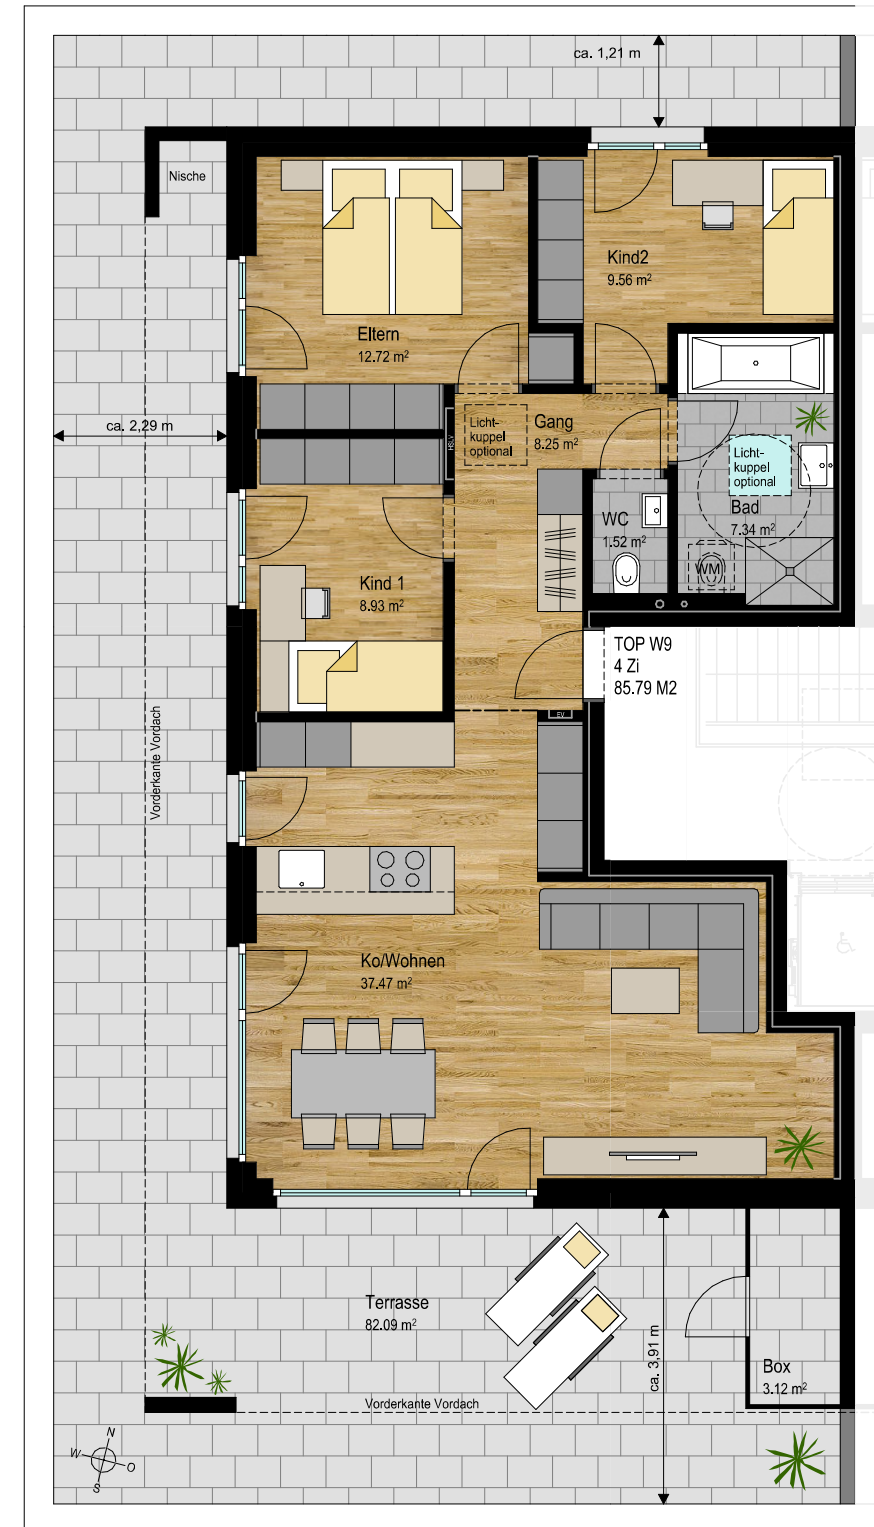 ca. 1,21 m
Nische
Kind2
9.56 m²
Eltern
12.72 m²
ca. 2,29 m
HSLV
Licht-
kuppel
optional
Gang
8.25 m²
Licht-
kuppel
optional
Bad
7.34 m²
WC
1.52 m²
WM
Kind 1
8.93 m²
TOP W9
4 Zi
85.79 M2
EV
Vorderkante Vordach
Ko/Wohnen
37.47 m²
Terrasse
82.09 m²
ca. 3,91 m
Box
3.12 m²
Vorderkante Vordach
N
W
O
S